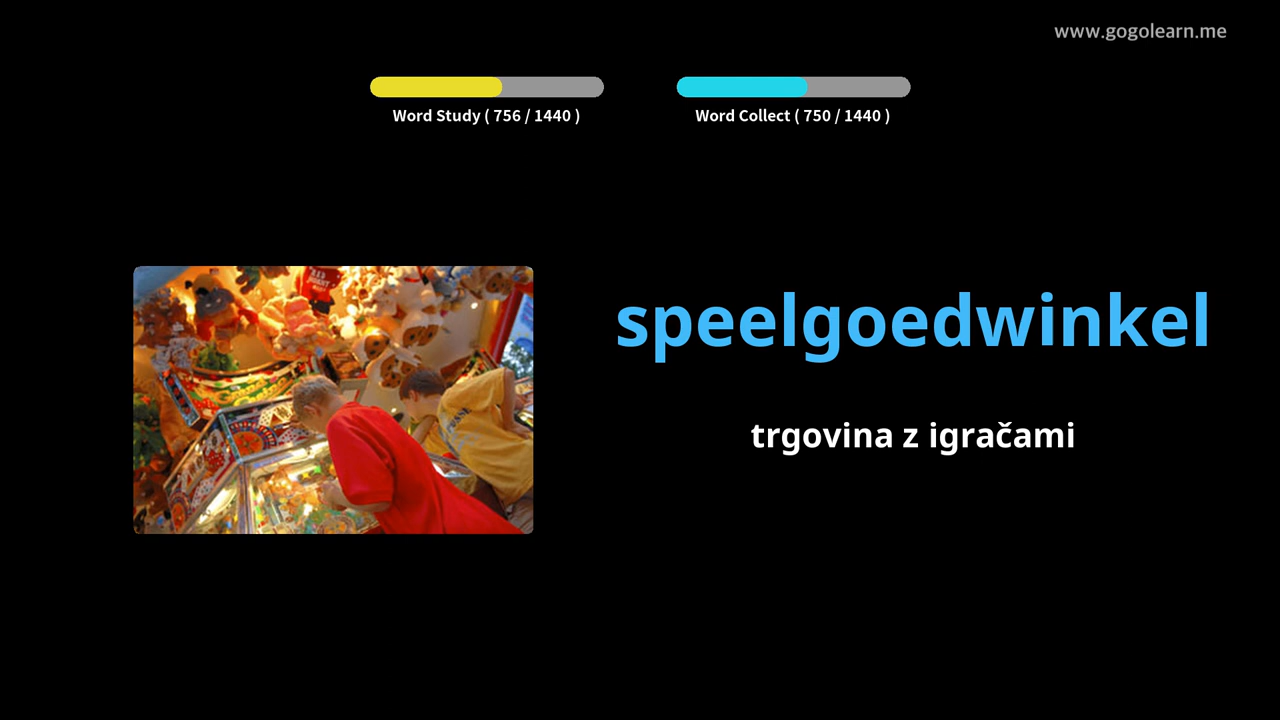 www.gogolearn.me
Word Study ( 756 / 1440 )
Word Collect ( 750 / 1440 )
speelgoedwinkel
trgovina z igračami